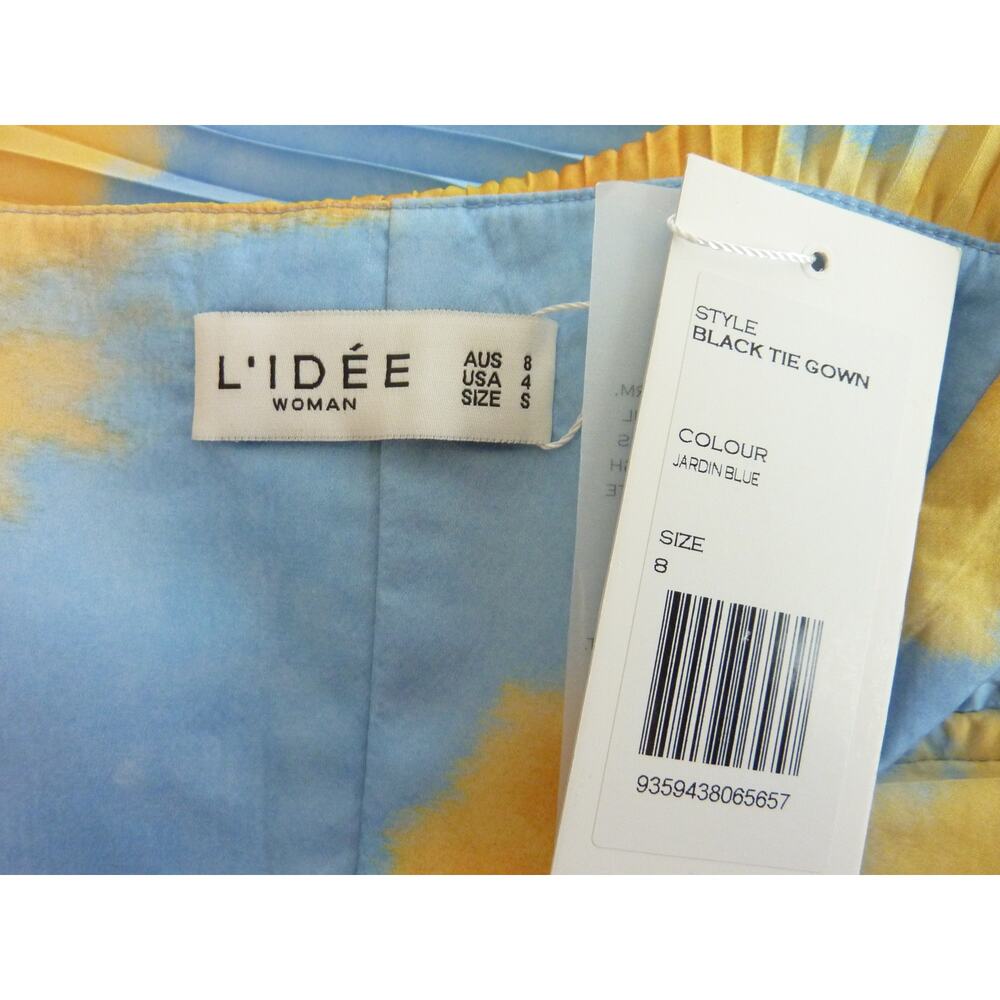 L'IDÉE
WOMAN
AUS 8
USA 4
SIZE S
STYLE
BLACK TIE GOWN
COLOUR
JARDIN BLUE
SIZE
8
9359438065657